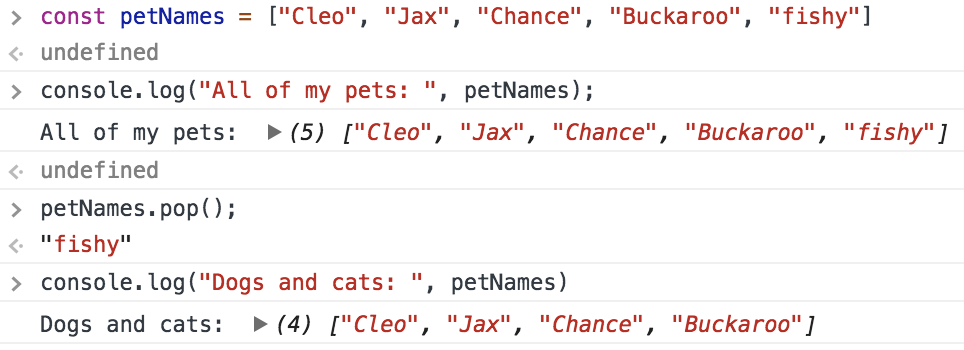 const petNames = ["Cleo", "Jax", "Chance", "Buckaroo", "fishy"]
undefined
console.log("All of my pets: ", petNames);
All of my pets:  ▶(5) ["Cleo", "Jax", "Chance", "Buckaroo", "fishy"]
undefined
petNames.pop();
"fishy"
console.log("Dogs and cats: ", petNames)
Dogs and cats:  ▶(4) ["Cleo", "Jax", "Chance", "Buckaroo"]